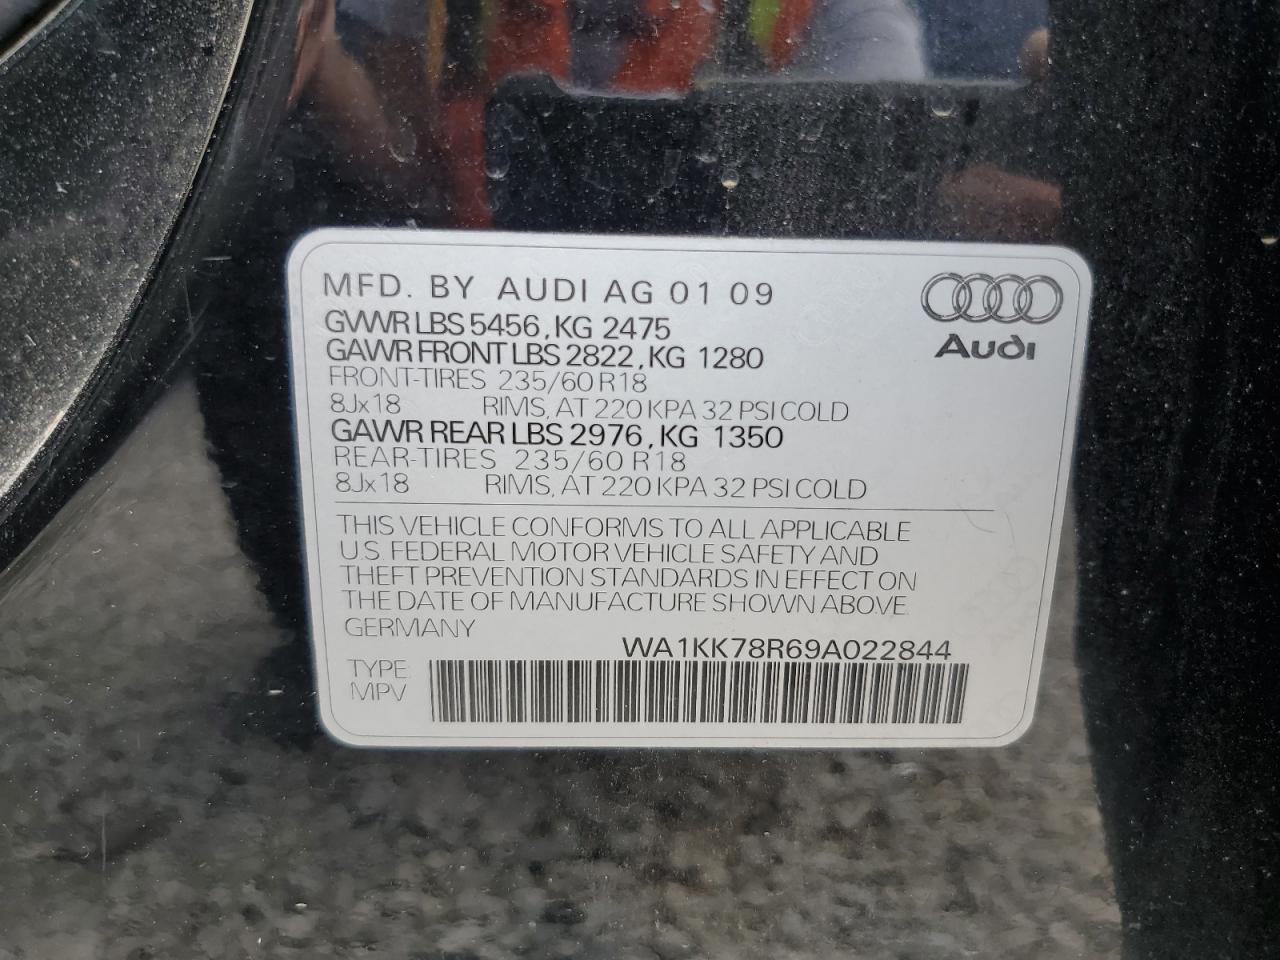 MFD. BY AUDI AG 01 09
GVWR LBS 5456, KG 2475
GAWR FRONT LBS 2822, KG 1280
FRONT-TIRES 235/60 R18
8Jx18 RIMS, AT 220 KPA 32 PSI COLD
GAWR REAR LBS 2976, KG 1350
REAR-TIRES 235/60 R18
8Jx18 RIMS, AT 220 KPA 32 PSI COLD
Audi
THIS VEHICLE CONFORMS TO ALL APPLICABLE
U.S. FEDERAL MOTOR VEHICLE SAFETY AND
THEFT PREVENTION STANDARDS IN EFFECT ON
THE DATE OF MANUFACTURE SHOWN ABOVE.
GERMANY
WA1KK78R69A022844
TYPE:
MPV